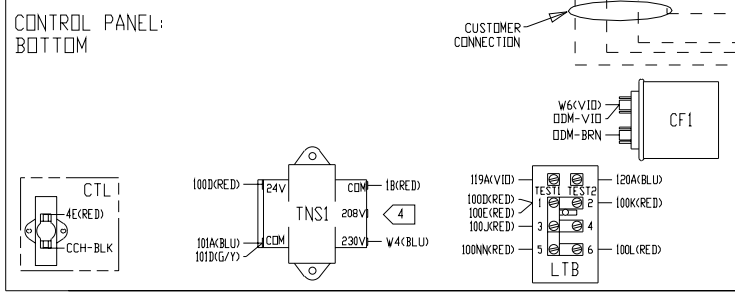 CONTROL PANEL:
BOTTOM
CUSTOMER
CONNECTION
W6(VIO)
ODM-VIO
ODM-BRN
CF1
CTL
4E(RED)
CCH-BLK
100D(RED)
24V
COM
1B(RED)
TNS1
208V
4
101A(BLU)
COM
230V
W4(BLU)
101D(G/Y)
119A(VIO)
120A(BLU)
TEST1 TEST2
100D(RED)
1
2
100K(RED)
100E(RED)
100J(RED)
3
4
100NN(RED)
5
6
100L(RED)
LTB